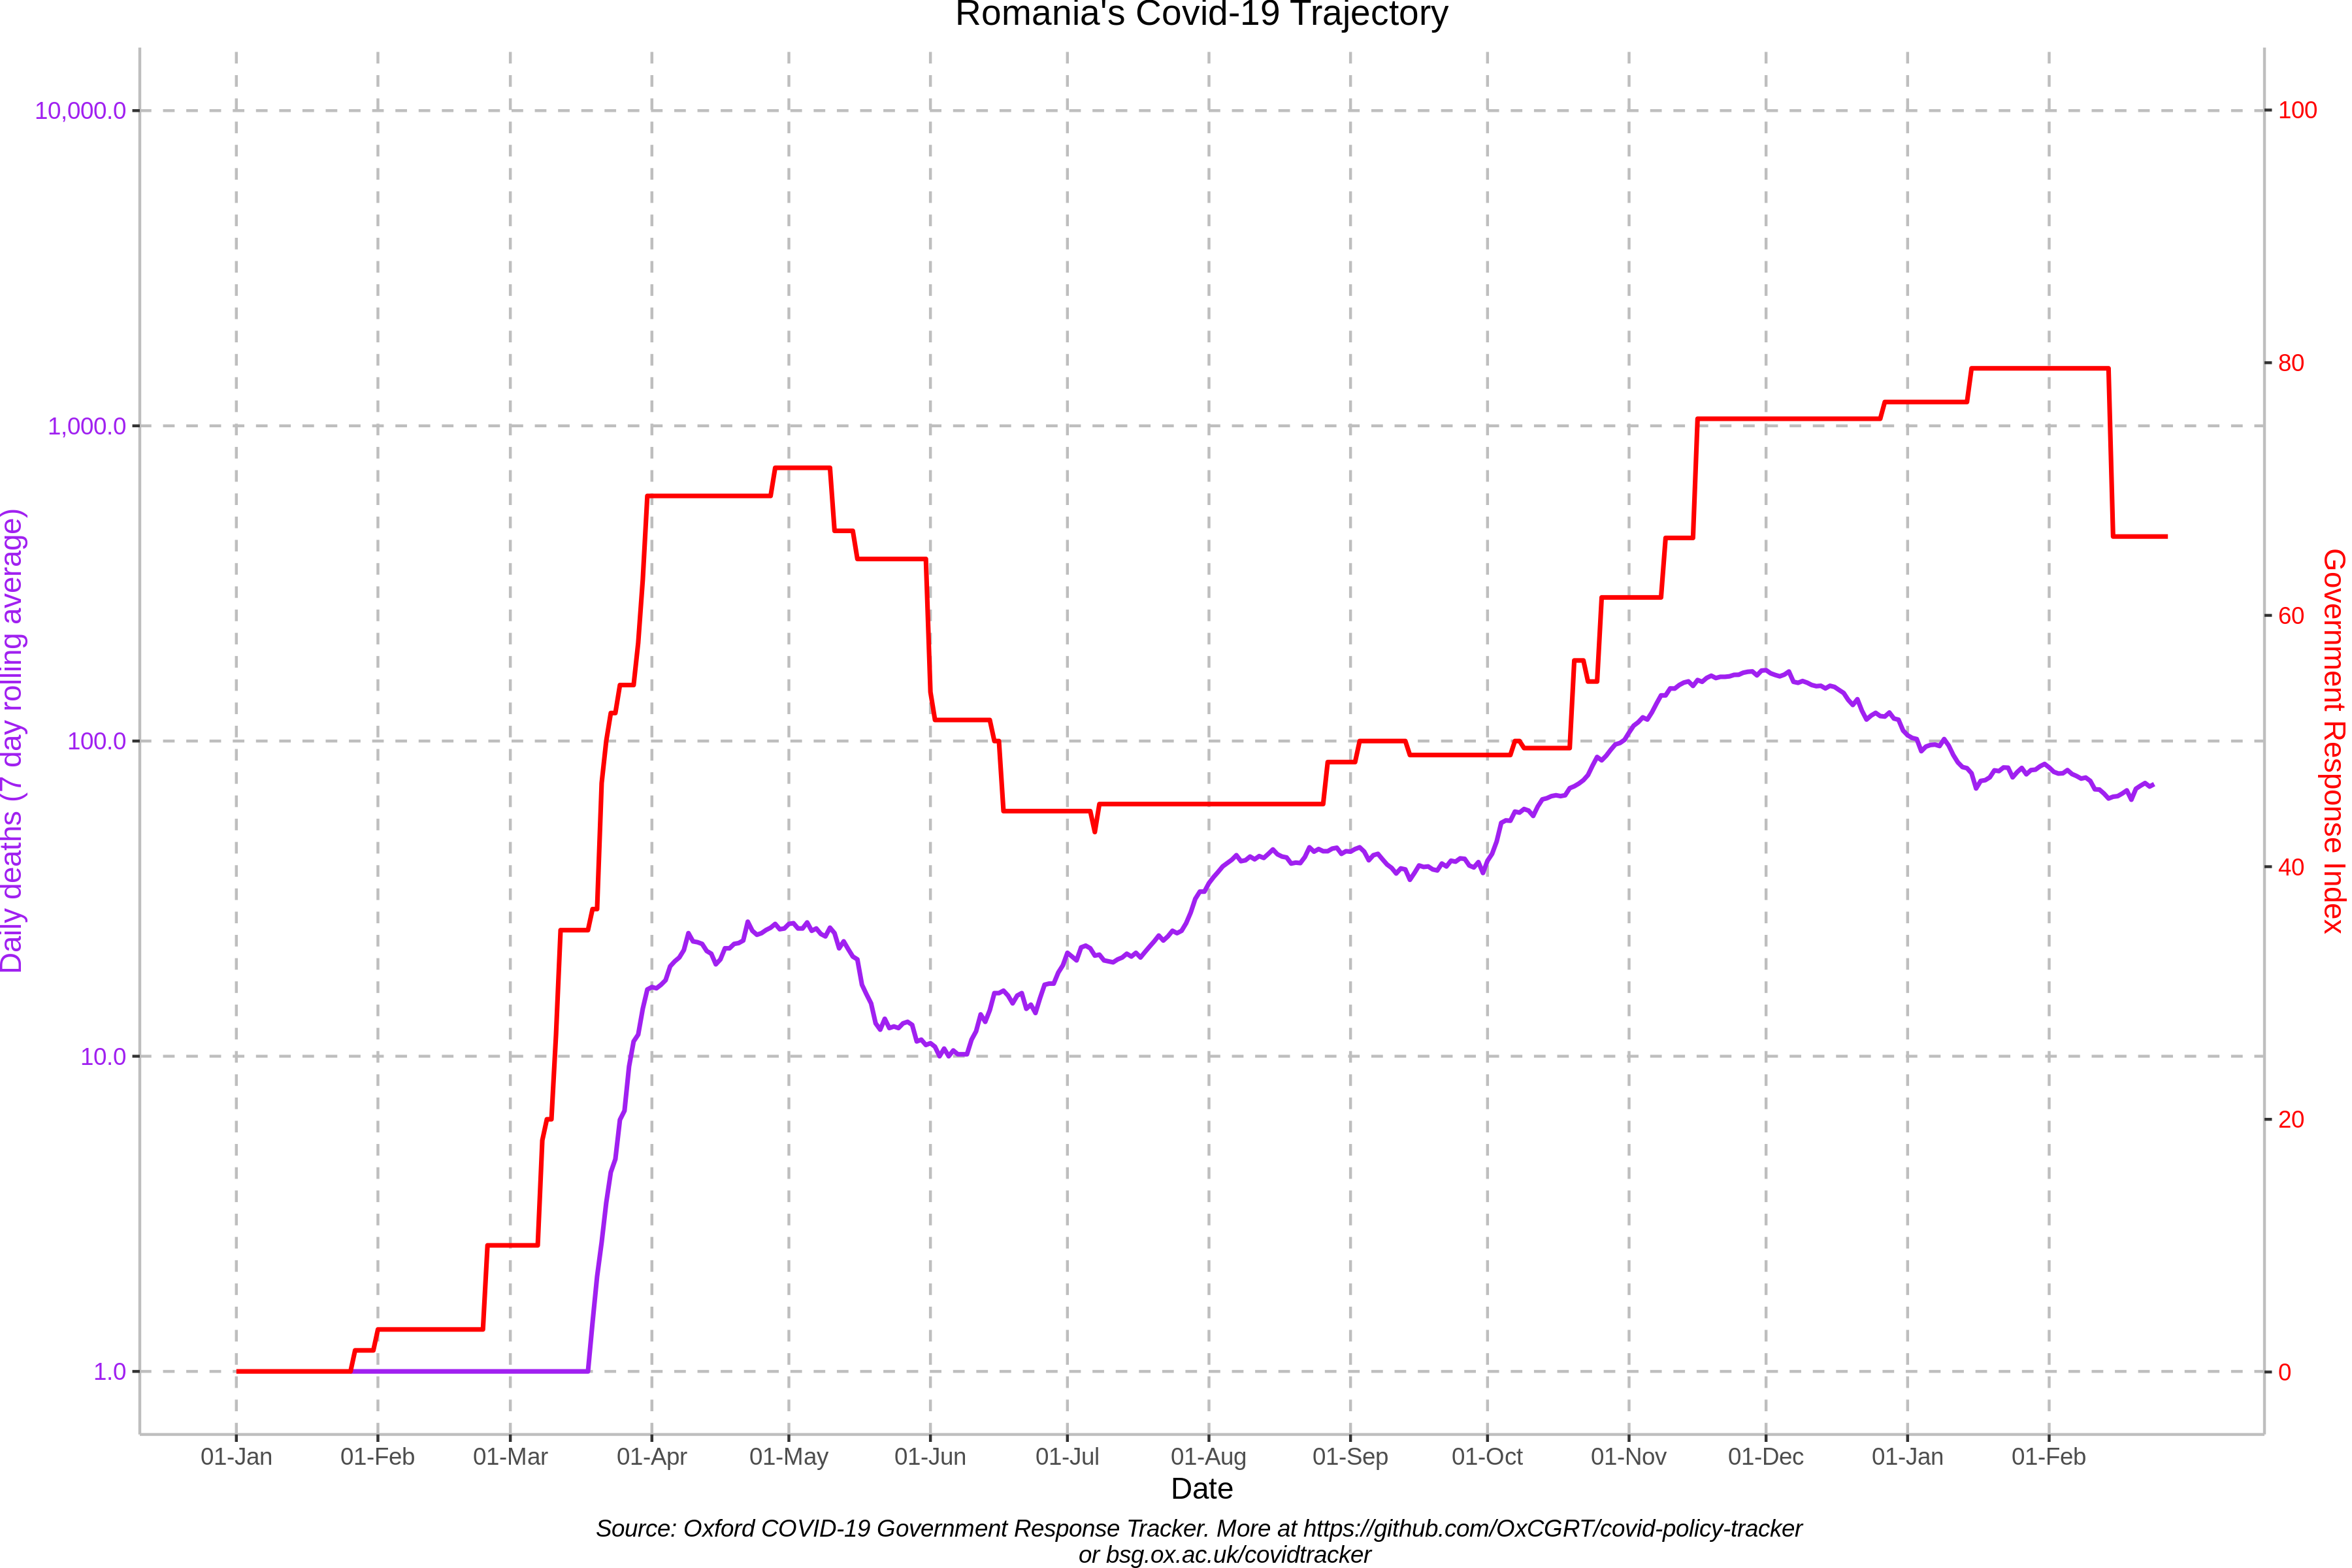 Romania's Covid-19 Trajectory
10,000.0
1,000.0
100.0
10.0
1.0
Daily deaths (7 day rolling average)
100
80
60
40
20
0
Government Response Index
01-Jan 01-Feb 01-Mar 01-Apr 01-May 01-Jun 01-Jul 01-Aug 01-Sep 01-Oct 01-Nov 01-Dec 01-Jan 01-Feb
Date
Source: Oxford COVID-19 Government Response Tracker. More at https://github.com/OxCGRT/covid-policy-tracker
or bsg.ox.ac.uk/covidtracker